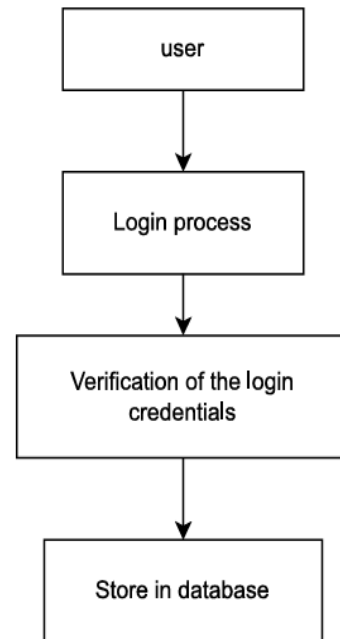 user
Login process
Verification of the login
credentials
Store in database